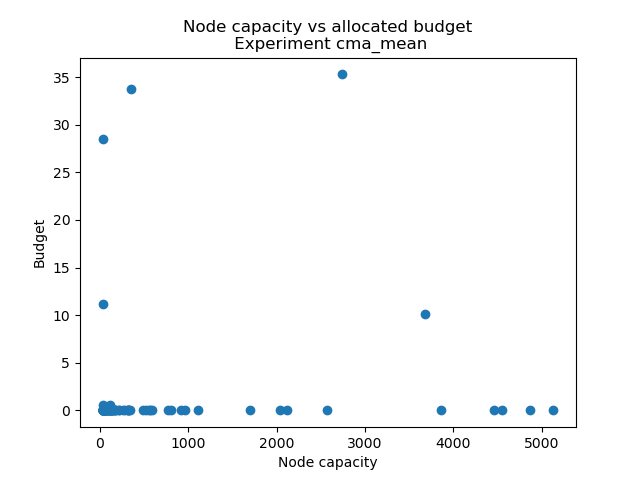 Node capacity vs allocated budget
Experiment cma_mean
35
30
25
20
15
10
5
0
Budget
0 1000 2000 3000 4000 5000
Node capacity